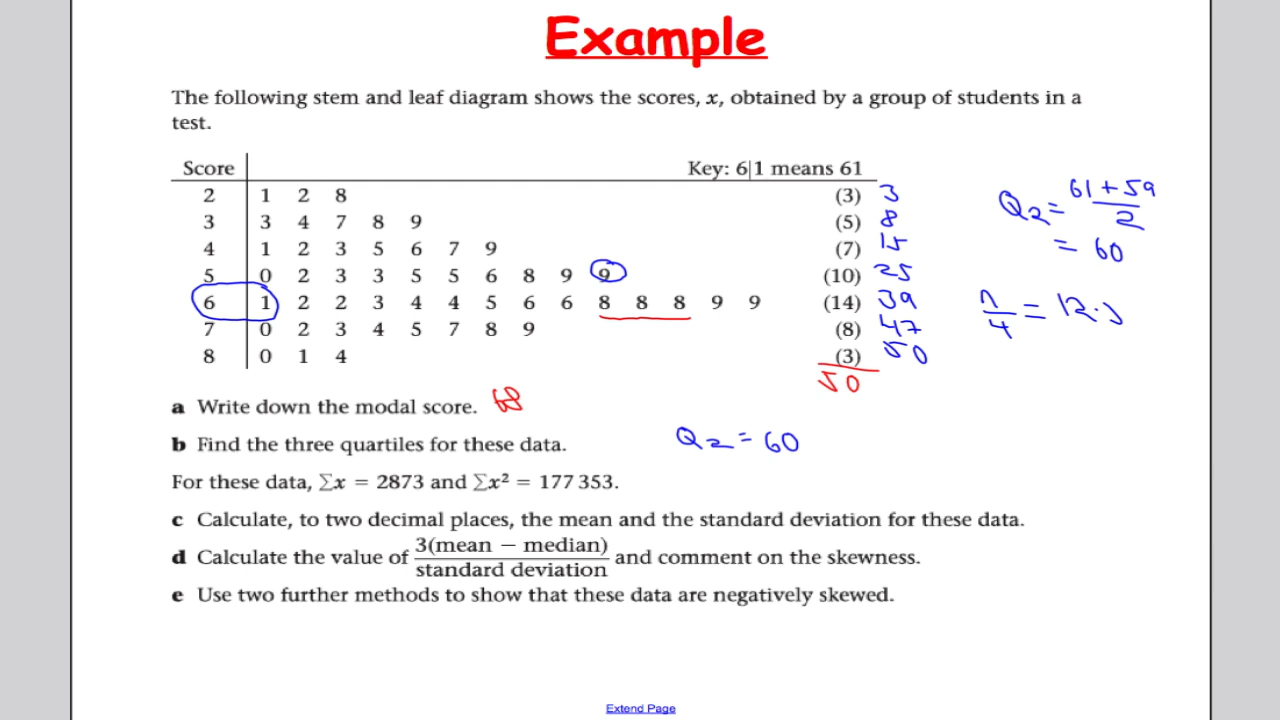 Example
The following stem and leaf diagram shows the scores, x, obtained by a group of students in a
test.
Score Key: 6|1 means 61
2 1 2 8 (3) 3
3 3 4 7 8 9 (5) 8
4 1 2 3 5 6 7 9 (7) 15
5 0 2 3 3 5 5 6 8 9 9 (10) 25
6 1 2 2 3 4 4 5 6 6 8 8 8 9 9 (14) 39
7 0 2 3 4 5 7 8 9 (8) 47
8 0 1 4 (3) 50
50
Q2 = 61 + 59 / 2
= 60
n/4 = 12.5
a Write down the modal score. 68
b Find the three quartiles for these data. Q2 = 60
For these data, Σx = 2873 and Σx² = 177 353.
c Calculate, to two decimal places, the mean and the standard deviation for these data.
d Calculate the value of 3(mean − median) / standard deviation and comment on the skewness.
e Use two further methods to show that these data are negatively skewed.
Extend Page